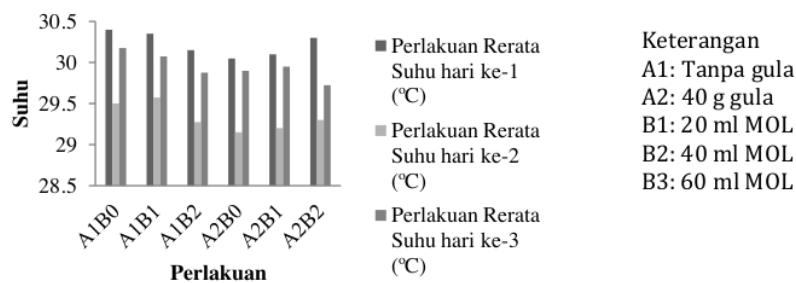 30.5
30
29.5
29
28.5
Suhu
A1B0
A1B1
A1B2
A2B0
A2B1
A2B2
Perlakuan
Perlakuan Rerata
Suhu hari ke-1
(°C)
Perlakuan Rerata
Suhu hari ke-2
(°C)
Perlakuan Rerata
Suhu hari ke-3
(°C)
Keterangan
A1: Tanpa gula
A2: 40 g gula
B1: 20 ml MOL
B2: 40 ml MOL
B3: 60 ml MOL